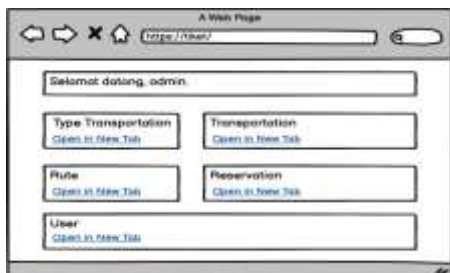 A Web Page
https://tiket/
Selamat datang, admin.
Type Transportation
Transportation
Open in New Tab
Open in New Tab
Rute
Reservation
Open in New Tab
Open in New Tab
User
Open in New Tab